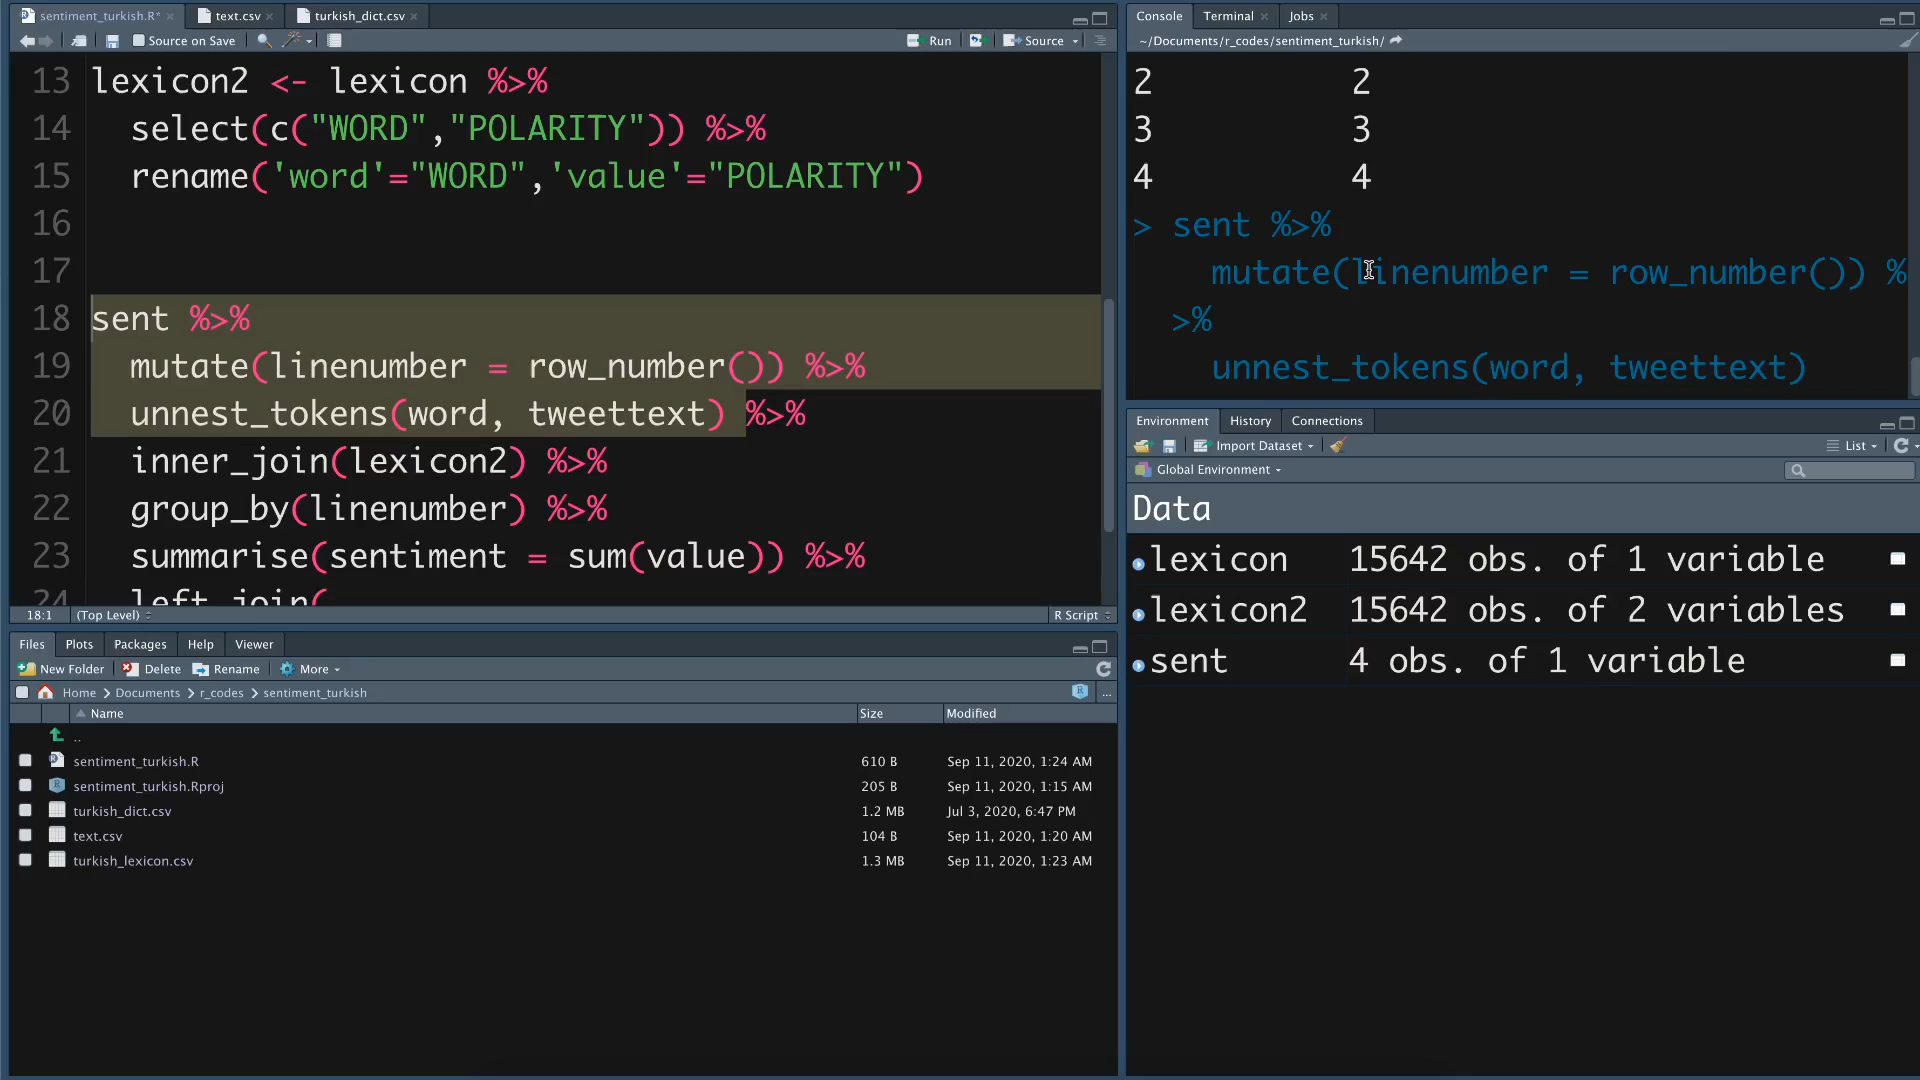 sentiment_turkish.R*
text.csv
turkish_dict.csv
Source on Save
Run
Source
13 lexicon2 <- lexicon %>%
14 select(c("WORD","POLARITY")) %>%
15 rename('word'="WORD",'value'="POLARITY")
16
17
18 sent %>%
19 mutate(linenumber = row_number()) %>%
20 unnest_tokens(word, tweettext) %>%
21 inner_join(lexicon2) %>%
22 group_by(linenumber) %>%
23 summarise(sentiment = sum(value)) %>%
24 left_join(
18:1 (Top Level) R Script
Files Plots Packages Help Viewer
New Folder Delete Rename More
Home > Documents > r_codes > sentiment_turkish
...
Name Size Modified
..
sentiment_turkish.R 610 B Sep 11, 2020, 1:24 AM
sentiment_turkish.Rproj 205 B Sep 11, 2020, 1:15 AM
turkish_dict.csv 1.2 MB Jul 3, 2020, 6:47 PM
text.csv 104 B Sep 11, 2020, 1:20 AM
turkish_lexicon.csv 1.3 MB Sep 11, 2020, 1:23 AM
Console Terminal Jobs
~/Documents/r_codes/sentiment_turkish/
2 2
3 3
4 4
> sent %>%
mutate(linenumber = row_number()) %
>%
unnest_tokens(word, tweettext)
Environment History Connections
Import Dataset List
Global Environment
Data
lexicon 15642 obs. of 1 variable
lexicon2 15642 obs. of 2 variables
sent 4 obs. of 1 variable